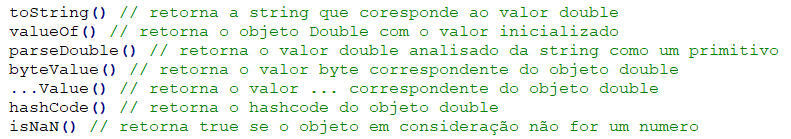 toString() // retorna a string que coresponde ao valor double
valueOf() // retorna o objeto Double com o valor inicializado
parseDouble() // retorna o valor double analisado da string como um primitivo
byteValue() // retorna o valor byte correspondente do objeto double
...Value() // retorna o valor ... correspondente do objeto double
hashCode() // retorna o hashcode do objeto double
isNaN() // retorna true se o objeto em consideração não for um numero